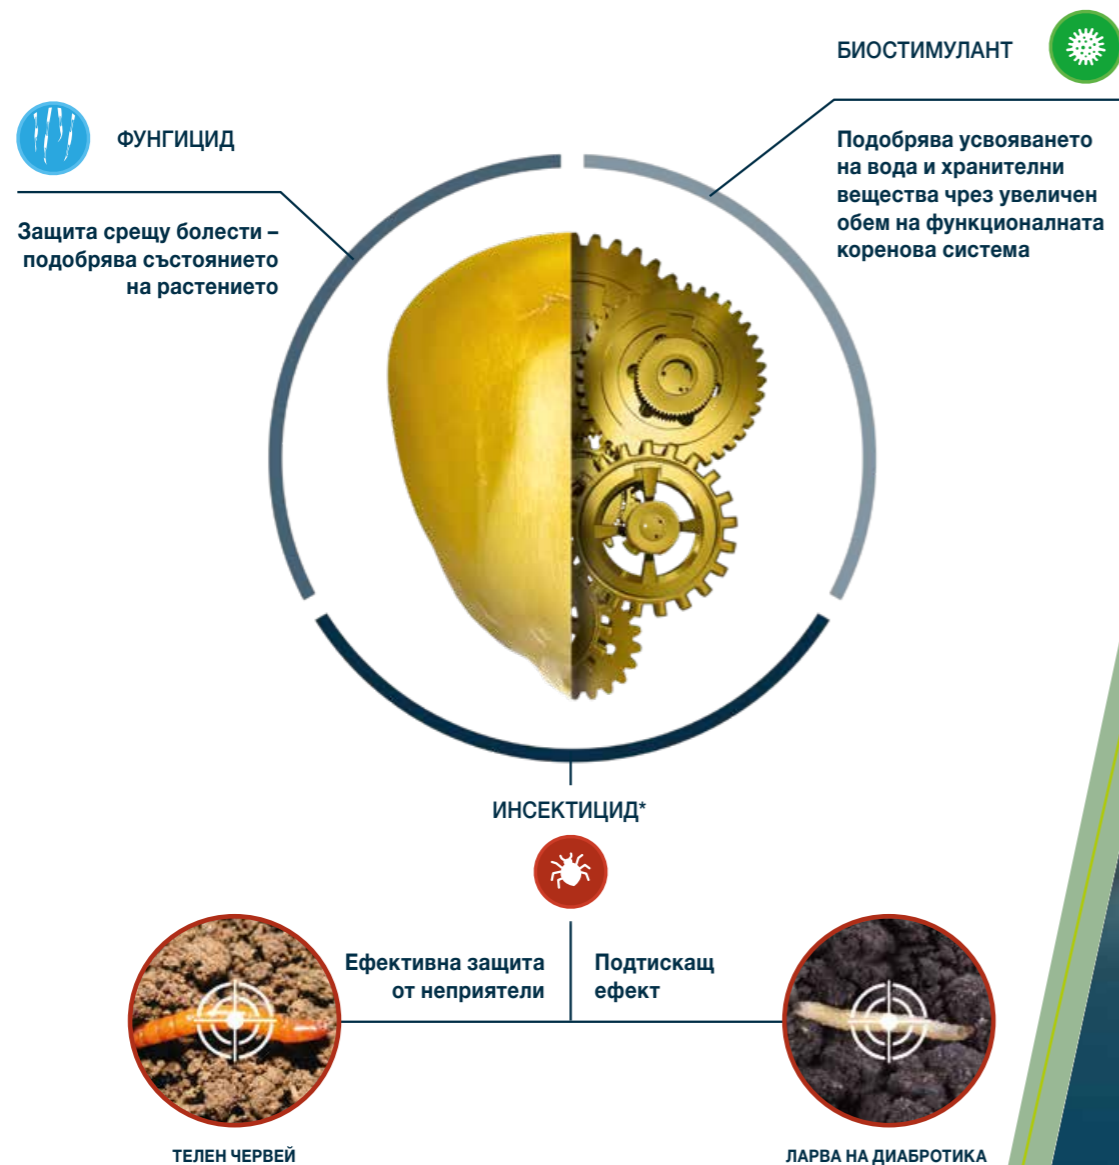 БИОСТИМУЛАНТ
Подобрява усвояването
на вода и хранителни
вещества чрез увеличен
обем на функционалната
коренова система
ФУНГИЦИД
Защита срещу болести –
подобрява състоянието
на растението
ИНСЕКТИЦИД*
Ефективна защита
от неприятели
Подтискащ
ефект
ТЕЛЕН ЧЕРВЕЙ
ЛАРВА НА ДИАБРОТИКА